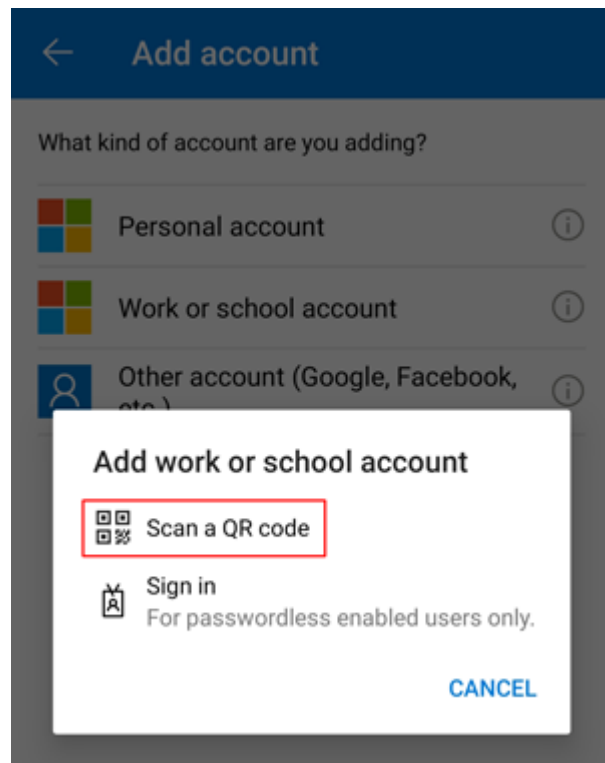 Add account
What kind of account are you adding?
Personal account
Work or school account
Other account (Google, Facebook,
etc.)
Add work or school account
Scan a QR code
Sign in
For passwordless enabled users only.
CANCEL